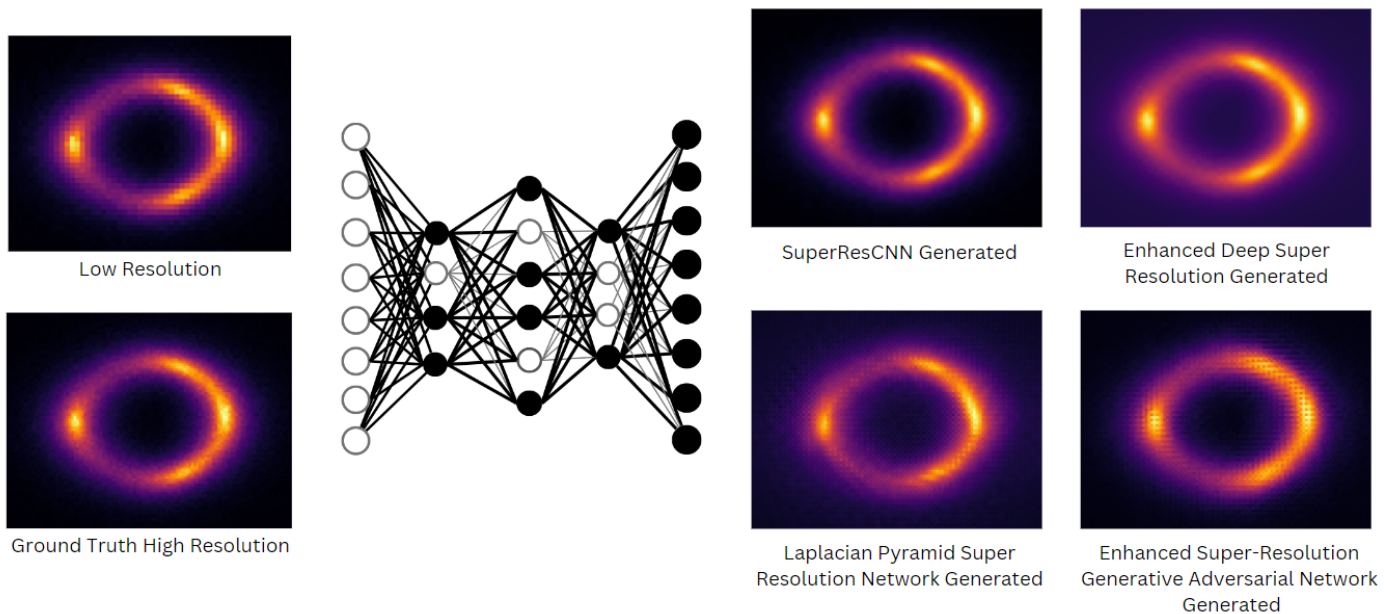 Low Resolution
Ground Truth High Resolution
SuperResCNN Generated
Enhanced Deep Super
Resolution Generated
Laplacian Pyramid Super
Resolution Network Generated
Enhanced Super-Resolution
Generative Adversarial Network
Generated